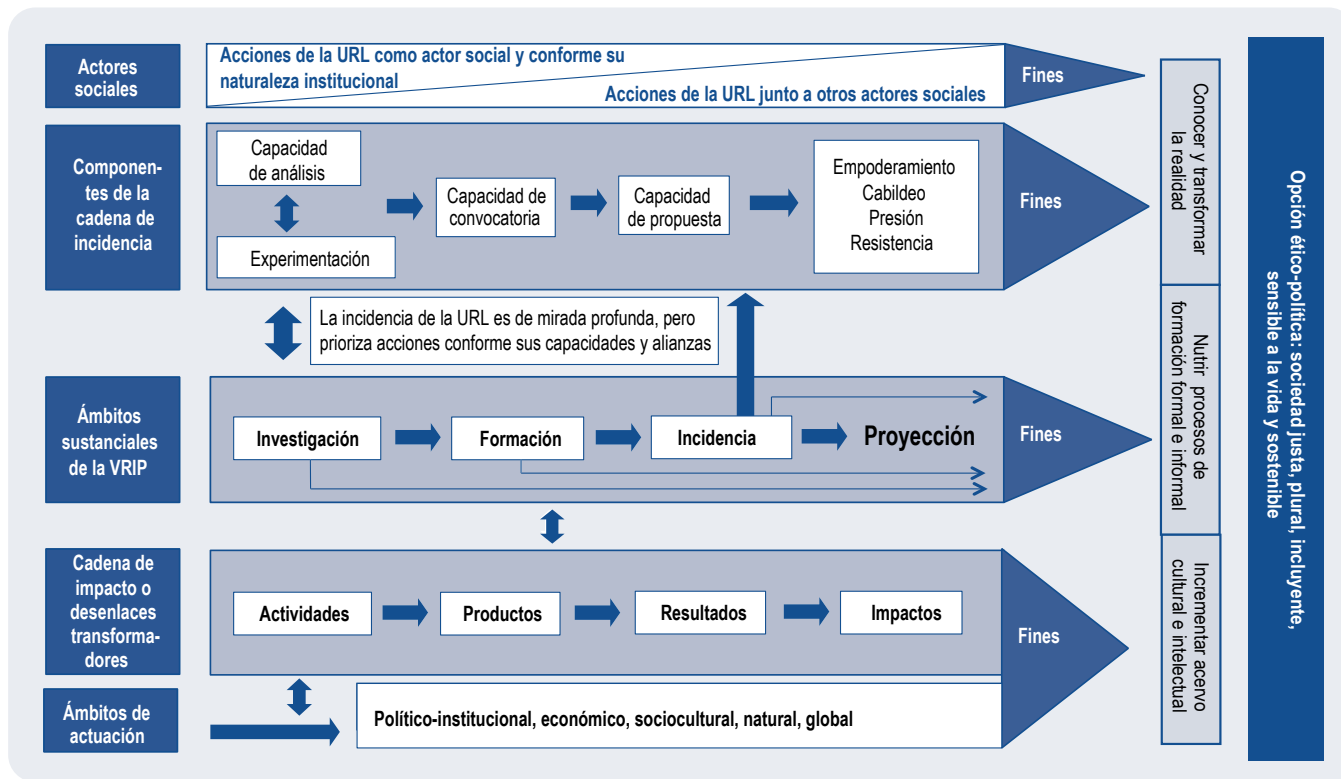 Actores
sociales
Acciones de la URL como actor social y conforme su
naturaleza institucional
Acciones de la URL junto a otros actores sociales
Fines
Componen-
tes de la
cadena de
incidencia
Capacidad
de análisis
Experimentación
Capacidad de
convocatoria
Capacidad
de propuesta
Empoderamiento
Cabildeo
Presión
Resistencia
Fines
La incidencia de la URL es de mirada profunda, pero
prioriza acciones conforme sus capacidades y alianzas
Ámbitos
sustanciales
de la VRIP
Investigación
Formación
Incidencia
Proyección
Fines
Cadena de
impacto o
desenlaces
transforma-
dores
Actividades
Productos
Resultados
Impactos
Fines
Ámbitos de
actuación
Político-institucional, económico, sociocultural, natural, global
Conocer y transformar
la realidad
Nutrir procesos de
formación formal e informal
Incrementar acervo
cultural e intelectual
Opción ético-política: sociedad justa, plural, incluyente,
sensible a la vida y sostenible